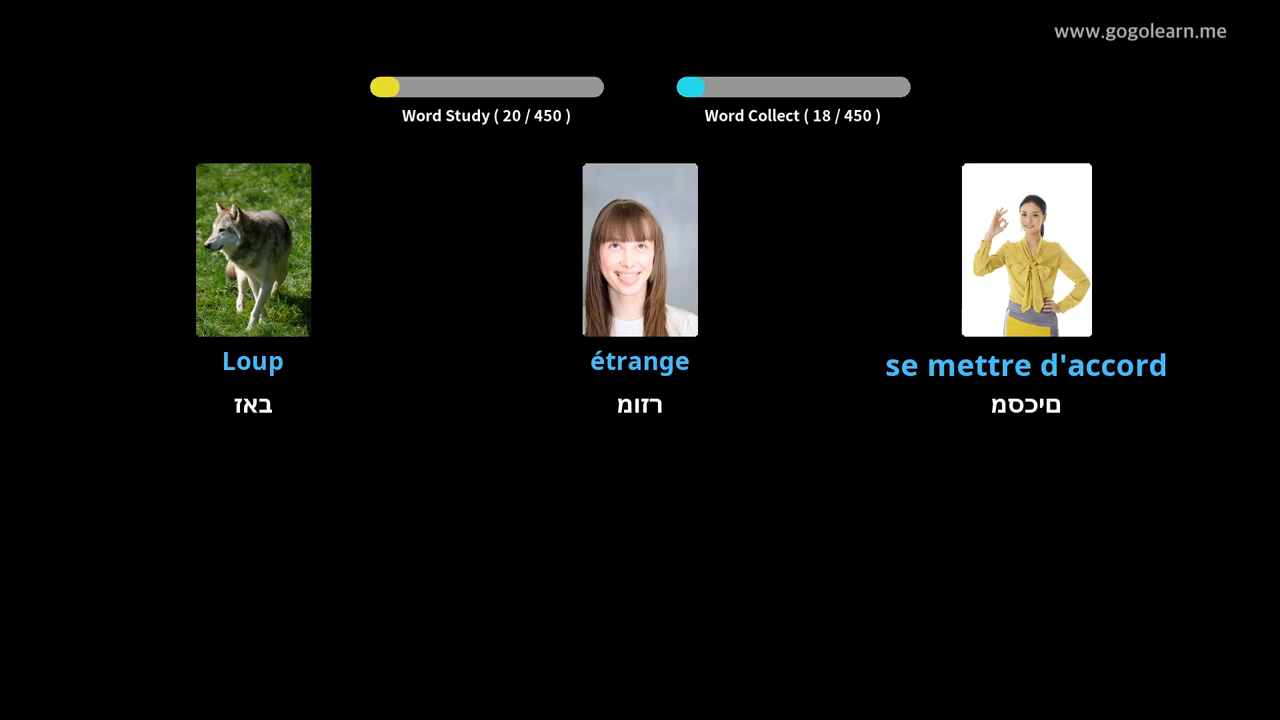 www.gogolearn.me
Word Study ( 20 / 450 )
Word Collect ( 18 / 450 )
Loup
באז
étrange
רזומ
se mettre d'accord
םיכסמ